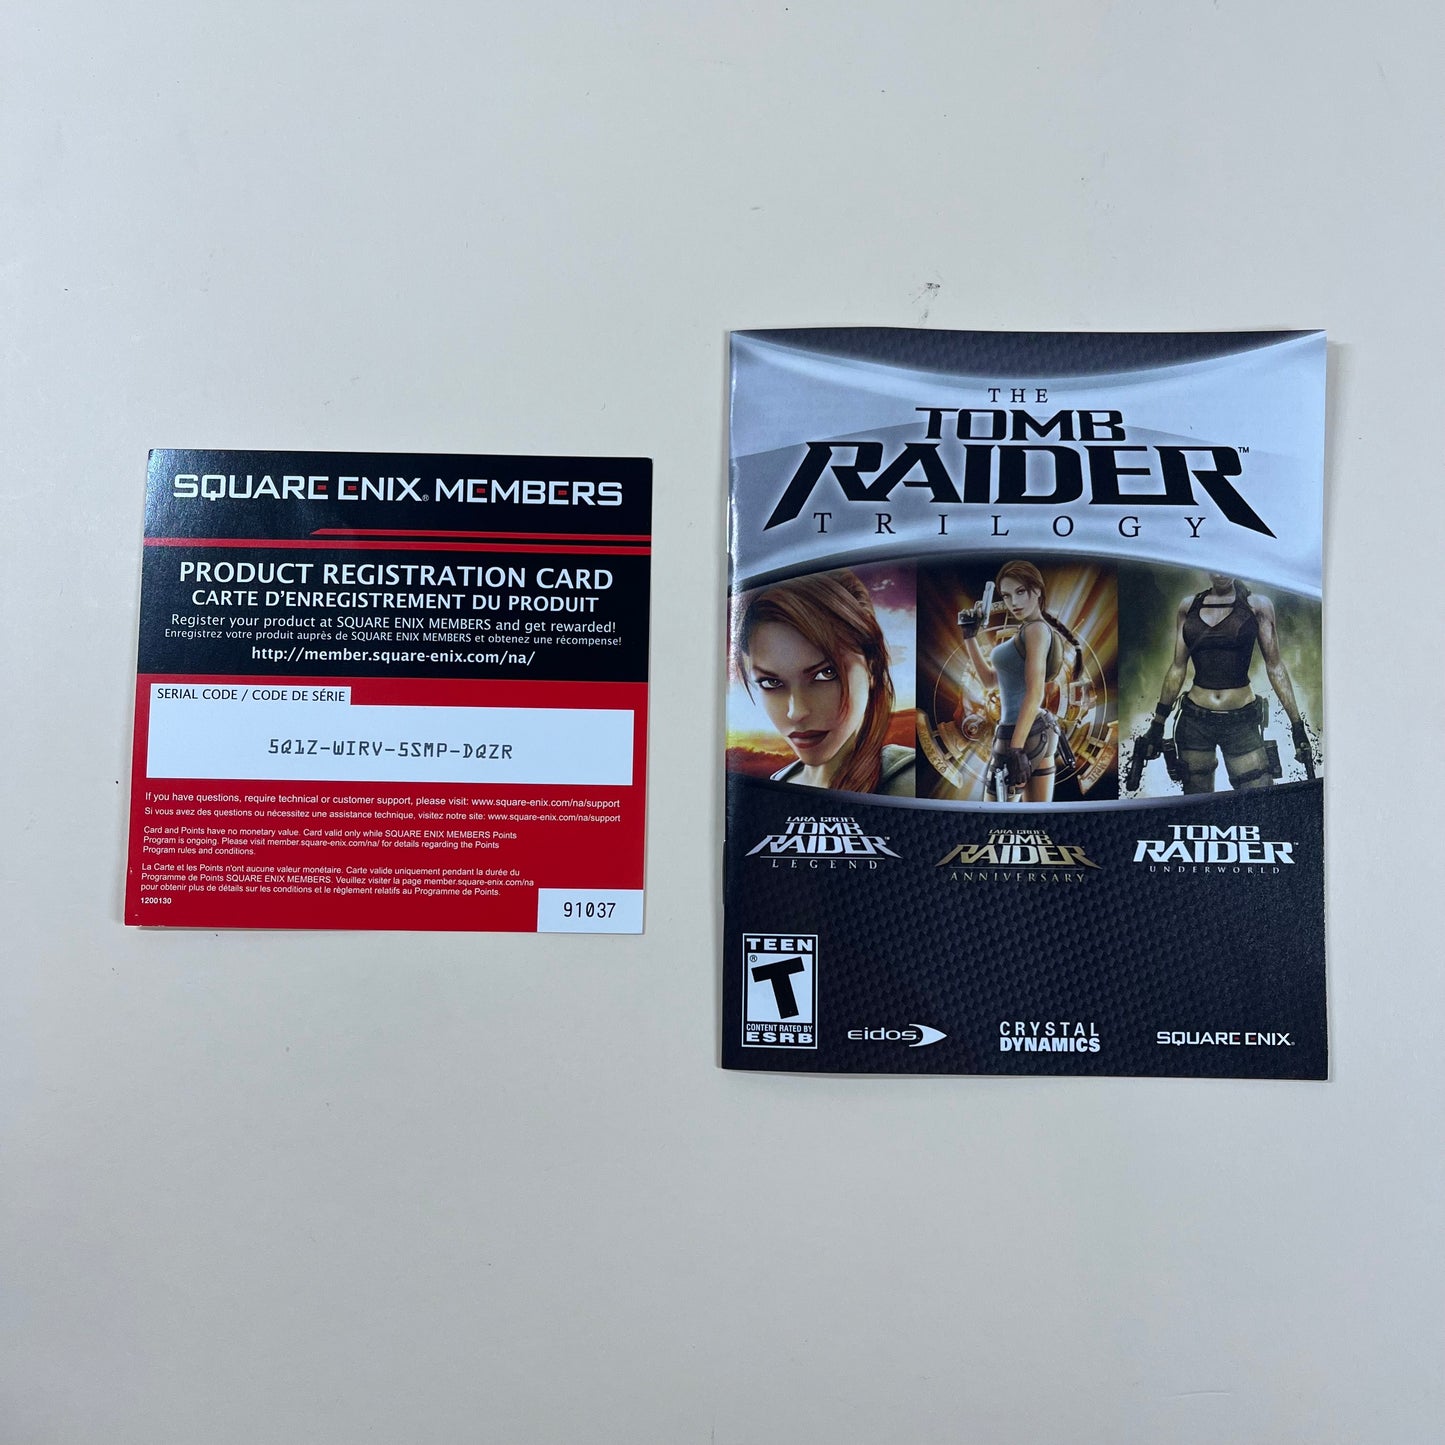 SQUARE ENIX® MEMBERS
PRODUCT REGISTRATION CARD
CARTE D'ENREGISTREMENT DU PRODUIT
Register your product at SQUARE ENIX MEMBERS and get rewarded!
Enregistrez votre produit auprès de SQUARE ENIX MEMBERS et obtenez une récompense!
http://member.square-enix.com/na/
SERIAL CODE / CODE DE SÉRIE
5Q1Z-WIRV-5SMP-DQZR
If you have questions, require technical or customer support, please visit: www.square-enix.com/na/support
Si vous avez des questions ou nécessitez une assistance technique, visitez notre site: www.square-enix.com/na/support
Card and Points have no monetary value. Card valid only while SQUARE ENIX MEMBERS Points
Program is ongoing. Please visit member.square-enix.com/na/ for details regarding the Points
Program rules and conditions.
La Carte et les Points n'ont aucune valeur monétaire. Carte valide uniquement pendant la durée du
Programme de Points SQUARE ENIX MEMBERS. Veuillez visiter la page member.square-enix.com/na
pour obtenir plus de détails sur les conditions et le règlement relatifs au Programme de Points.
1200130
91037
THE
TOMB
RAIDER™
TRILOGY
LARA CROFT
TOMB
RAIDER™
LEGEND
LARA CROFT
TOMB
RAIDER
ANNIVERSARY
TOMB
RAIDER
UNDERWORLD
TEEN
®
T
CONTENT RATED BY
ESRB
eidos
CRYSTAL
DYNAMICS
SQUARE ENIX®